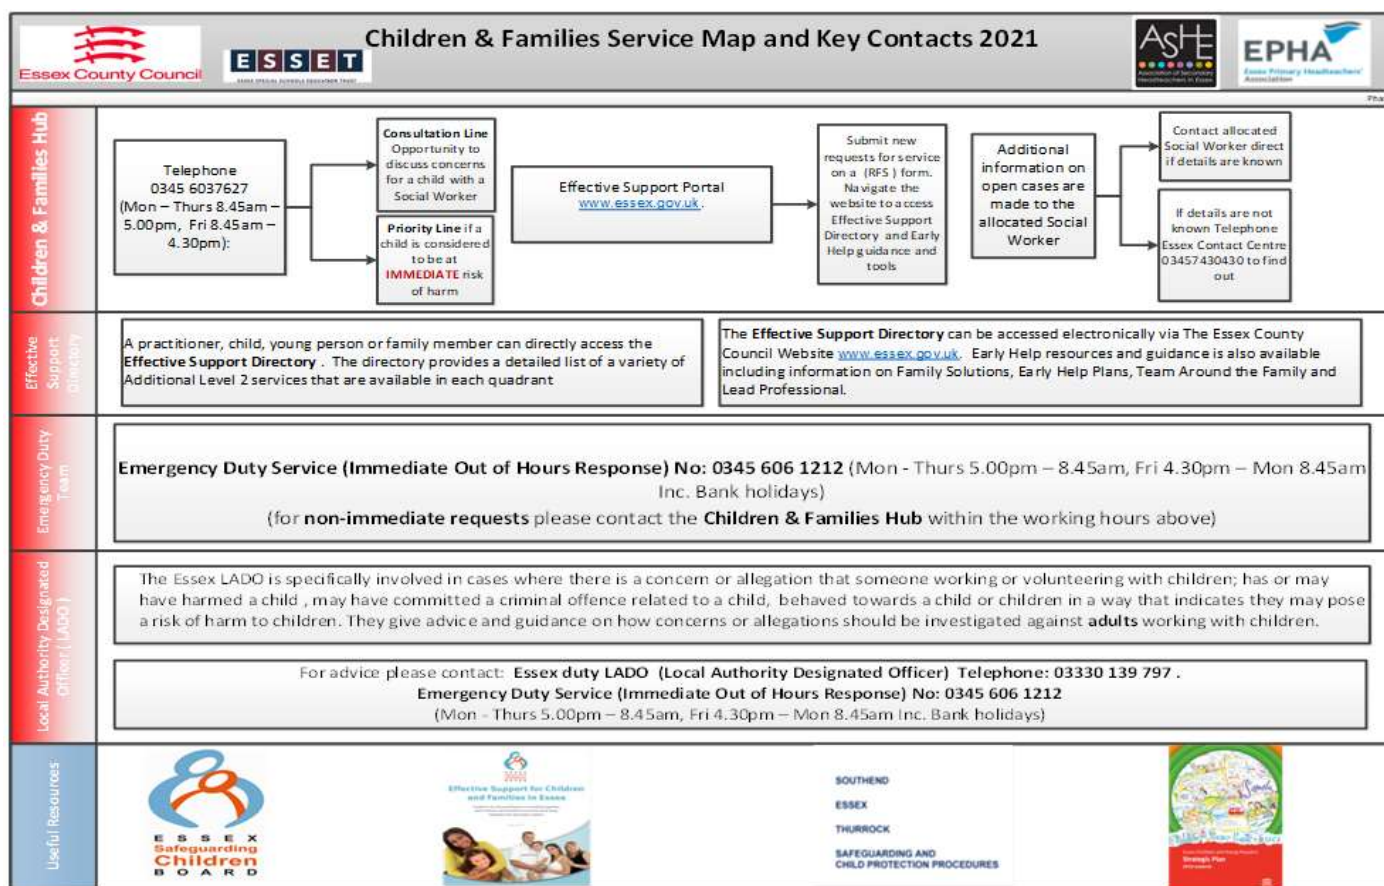 Children & Families Service Map and Key Contacts 2021
Essex County Council
ESSET
ESSEX SPECIAL SCHOOLS EDUCATION TRUST
ASHE
Association of Secondary
Headteachers in Essex
EPHA
Essex Primary Headteachers'
Association
Children & Families Hub
Telephone
0345 6037627
(Mon – Thurs 8.45am –
5.00pm, Fri 8.45am –
4.30pm):
Consultation Line
Opportunity to
discuss concerns
for a child with a
Social Worker
Priority Line if a
child is considered
to be at
IMMEDIATE risk
of harm
Effective Support Portal
www.essex.gov.uk .
Submit new
requests for service
on a (RFS ) form.
Navigate the
website to access
Effective Support
Directory and Early
Help guidance and
tools
Additional
information on
open cases are
made to the
allocated Social
Worker
Contact allocated
Social Worker direct
if details are known
If details are not
known Telephone
Essex Contact Centre
03457430430 to find
out
Effective
Support
Directory
A practitioner, child, young person or family member can directly access the
Effective Support Directory . The directory provides a detailed list of a variety of
Additional Level 2 services that are available in each quadrant
The Effective Support Directory can be accessed electronically via The Essex County
Council Website www.essex.gov.uk. Early Help resources and guidance is also available
including information on Family Solutions, Early Help Plans, Team Around the Family and
Lead Professional.
Emergency Duty
Team
Emergency Duty Service (Immediate Out of Hours Response) No: 0345 606 1212 (Mon - Thurs 5.00pm – 8.45am, Fri 4.30pm – Mon 8.45am
Inc. Bank holidays)
(for non-immediate requests please contact the Children & Families Hub within the working hours above)
Local Authority Designated
Officer ( LADO )
The Essex LADO is specifically involved in cases where there is a concern or allegation that someone working or volunteering with children; has or may
have harmed a child , may have committed a criminal offence related to a child, behaved towards a child or children in a way that indicates they may pose
a risk of harm to children. They give advice and guidance on how concerns or allegations should be investigated against adults working with children.
For advice please contact: Essex duty LADO (Local Authority Designated Officer) Telephone: 03330 139 797 .
Emergency Duty Service (Immediate Out of Hours Response) No: 0345 606 1212
(Mon - Thurs 5.00pm – 8.45am, Fri 4.30pm – Mon 8.45am Inc. Bank holidays)
Useful Resources
ESSEX
Safeguarding
Children
BOARD
Effective Support for Children
and Families in Essex
SOUTHEND
ESSEX
THURROCK
SAFEGUARDING AND
CHILD PROTECTION PROCEDURES
Strategic Plan